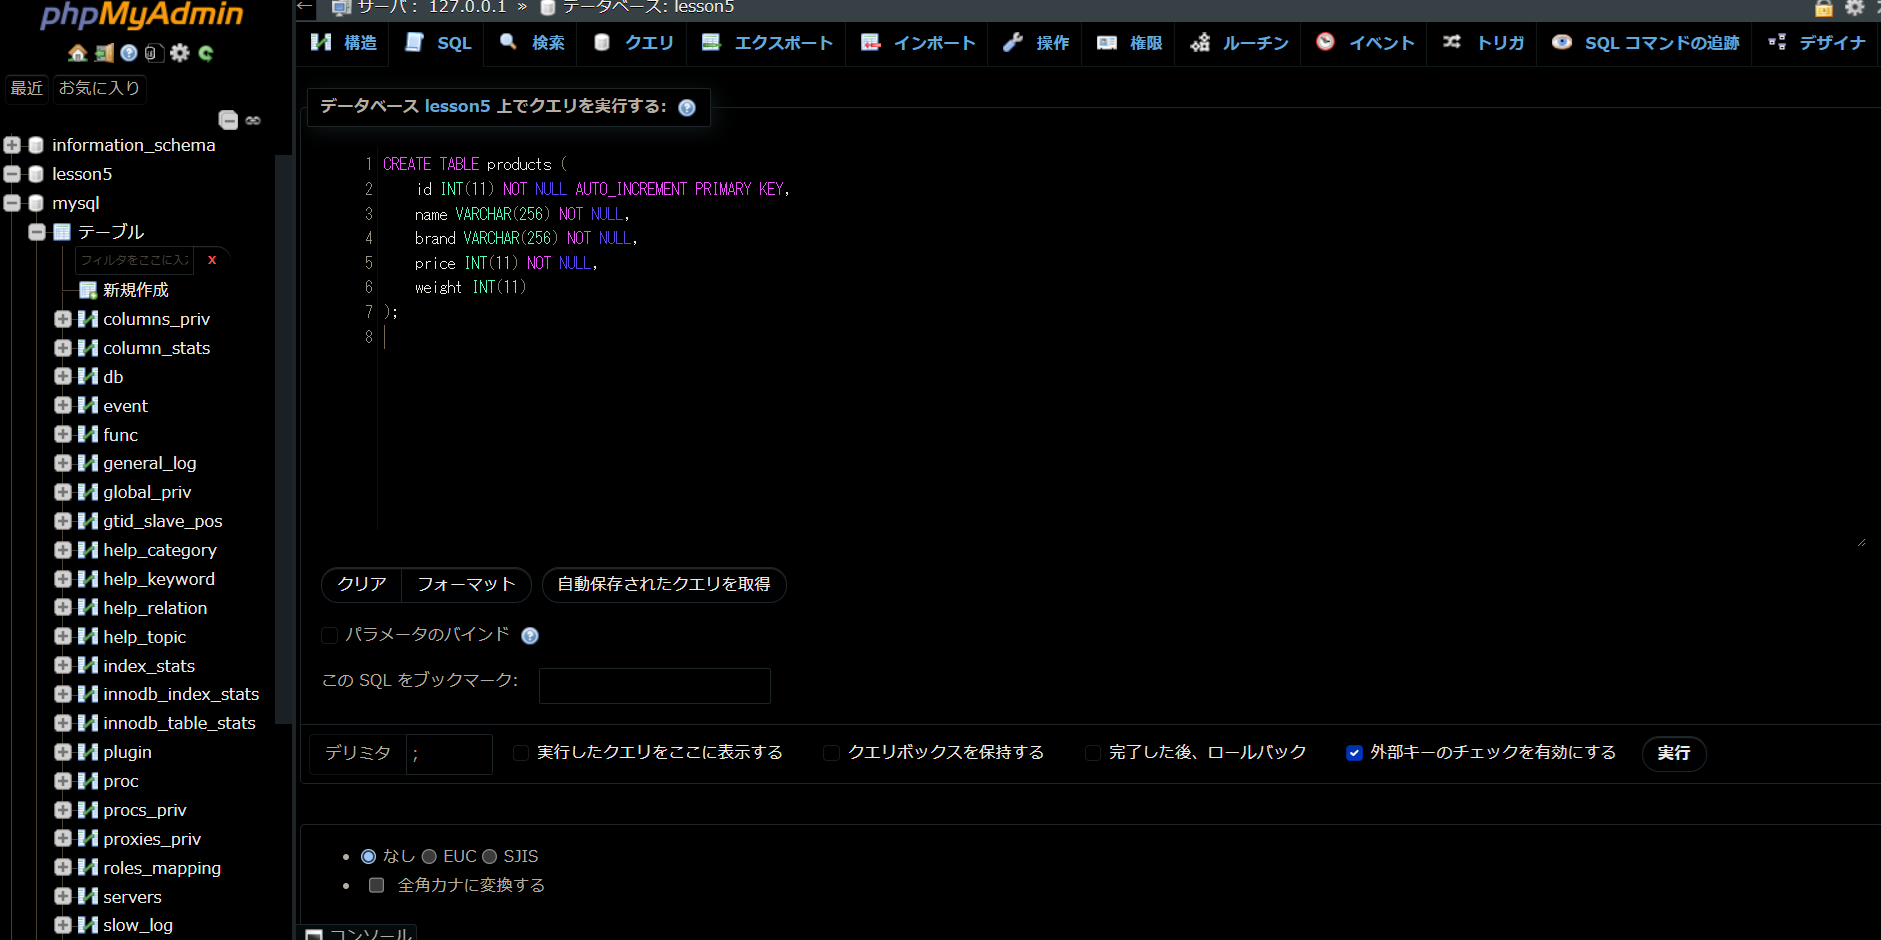 phpMyAdmin
最近 お気に入り
information_schema
lesson5
mysql
テーブル
フィルタをここに入
x
新規作成
columns_priv
column_stats
db
event
func
general_log
global_priv
gtid_slave_pos
help_category
help_keyword
help_relation
help_topic
index_stats
innodb_index_stats
innodb_table_stats
plugin
proc
procs_priv
proxies_priv
roles_mapping
servers
slow_log
← サーバ: 127.0.0.1 » データベース: lesson5
構造 SQL 検索 クエリ エクスポート インポート 操作 権限 ルーチン イベント トリガ SQL コマンドの追跡 デザイナ
データベース lesson5 上でクエリを実行する:
1 CREATE TABLE products (
2 id INT(11) NOT NULL AUTO_INCREMENT PRIMARY KEY,
3 name VARCHAR(256) NOT NULL,
4 brand VARCHAR(256) NOT NULL,
5 price INT(11) NOT NULL,
6 weight INT(11)
7 );
8
クリア フォーマット 自動保存されたクエリを取得
パラメータのバインド
この SQL をブックマーク:
デリミタ ; 実行したクエリをここに表示する クエリボックスを保持する 完了した後、ロールバック 外部キーのチェックを有効にする 実行
• なし EUC SJIS
• 全角カナに変換する
コンソール